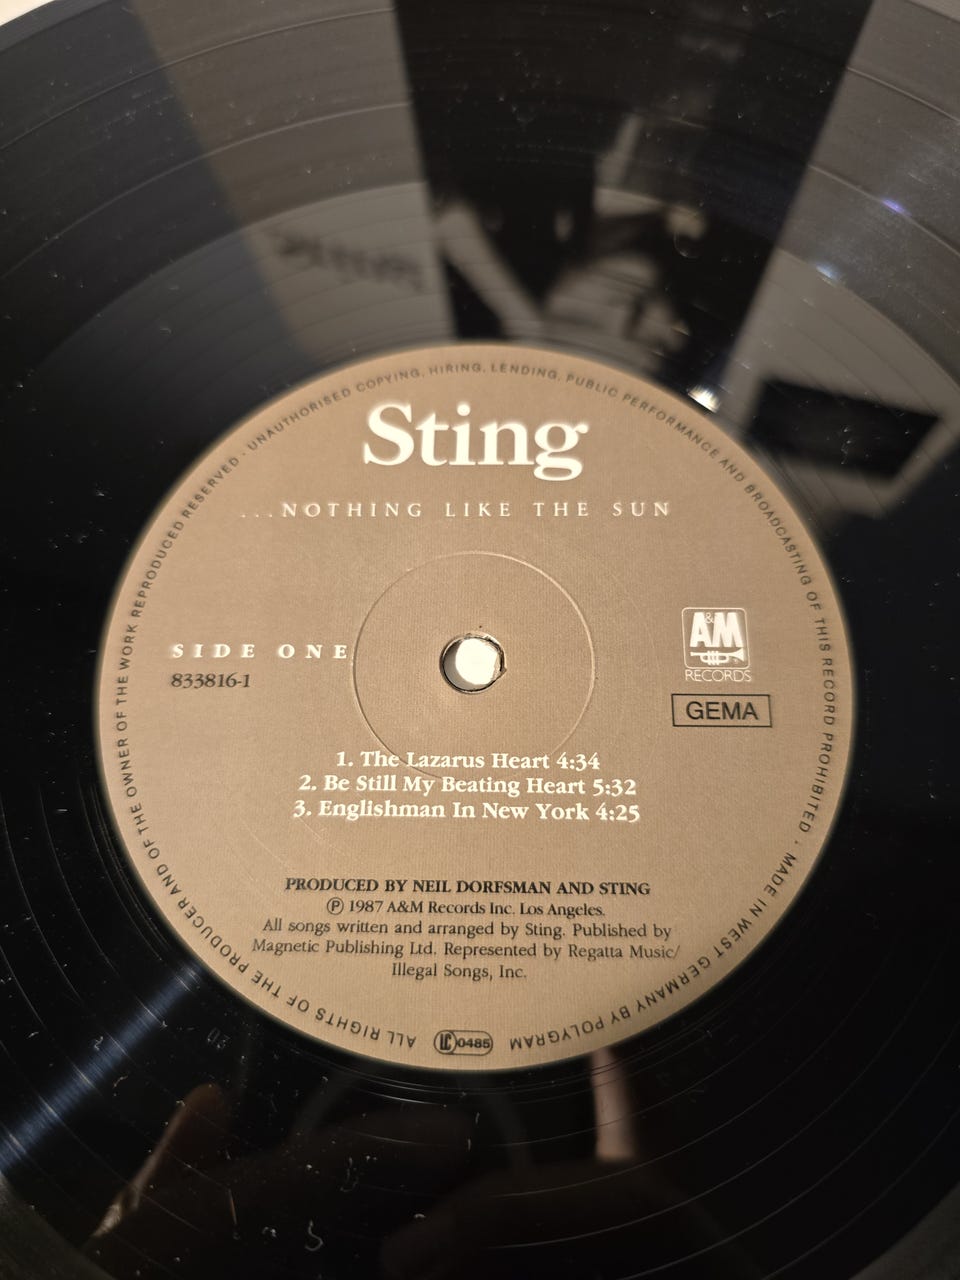 Sting
...NOTHING LIKE THE SUN
SIDE ONE
833816-1
A&M
RECORDS
GEMA
1. The Lazarus Heart 4:34
2. Be Still My Beating Heart 5:32
3. Englishman In New York 4:25
PRODUCED BY NEIL DORFSMAN AND STING
Ⓟ 1987 A&M Records Inc. Los Angeles.
All songs written and arranged by Sting. Published by
Magnetic Publishing Ltd. Represented by Regatta Music/
Illegal Songs, Inc.
ALL RIGHTS OF THE PRODUCER AND OF THE OWNER OF THE WORK REPRODUCED RESERVED · UNAUTHORISED COPYING, HIRING, LENDING, PUBLIC PERFORMANCE AND BROADCASTING OF THIS RECORD PROHIBITED · MADE IN WEST GERMANY BY POLYGRAM
LC 0485